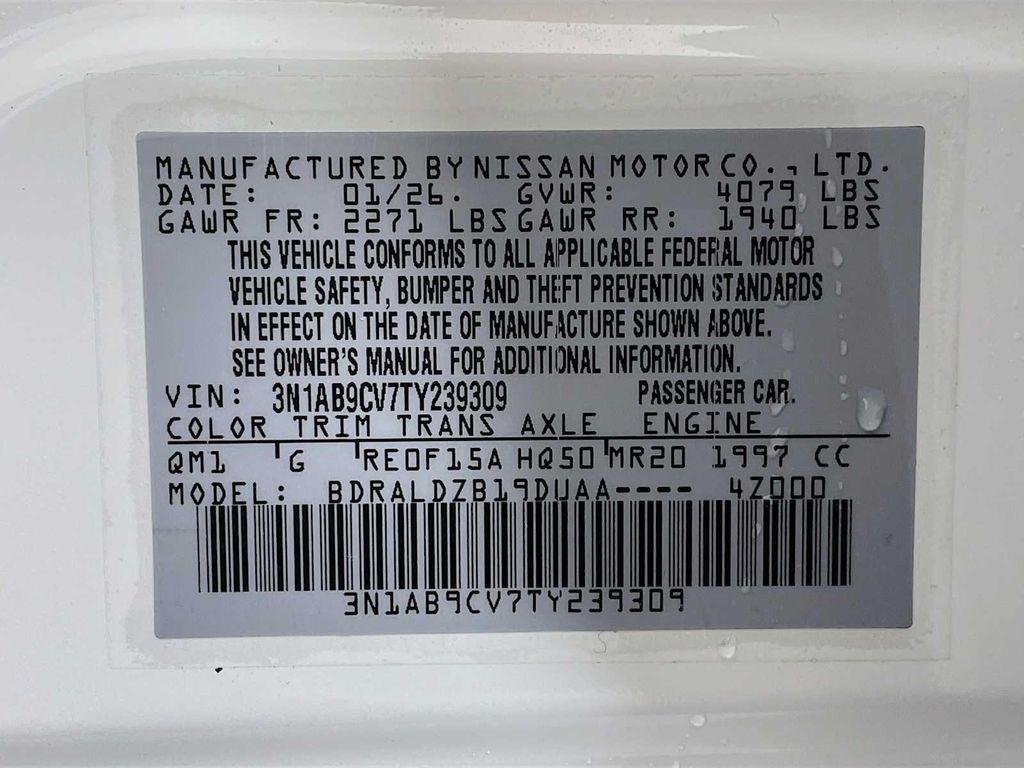 MANUFACTURED BY NISSAN MOTOR CO., LTD.
DATE: 01/26. GVWR: 4079 LBS
GAWR FR: 2271 LBS GAWR RR: 1940 LBS
THIS VEHICLE CONFORMS TO ALL APPLICABLE FEDERAL MOTOR
VEHICLE SAFETY, BUMPER AND THEFT PREVENTION STANDARDS
IN EFFECT ON THE DATE OF MANUFACTURE SHOWN ABOVE.
SEE OWNER'S MANUAL FOR ADDITIONAL INFORMATION.
VIN: 3N1AB9CV7TY239309 PASSENGER CAR.
COLOR TRIM TRANS AXLE ENGINE
QM1 G RE0F15A HQ50 MR20 1997 CC
MODEL: BDRALDZB19DUAA---- 4Z000
3N1AB9CV7TY239309